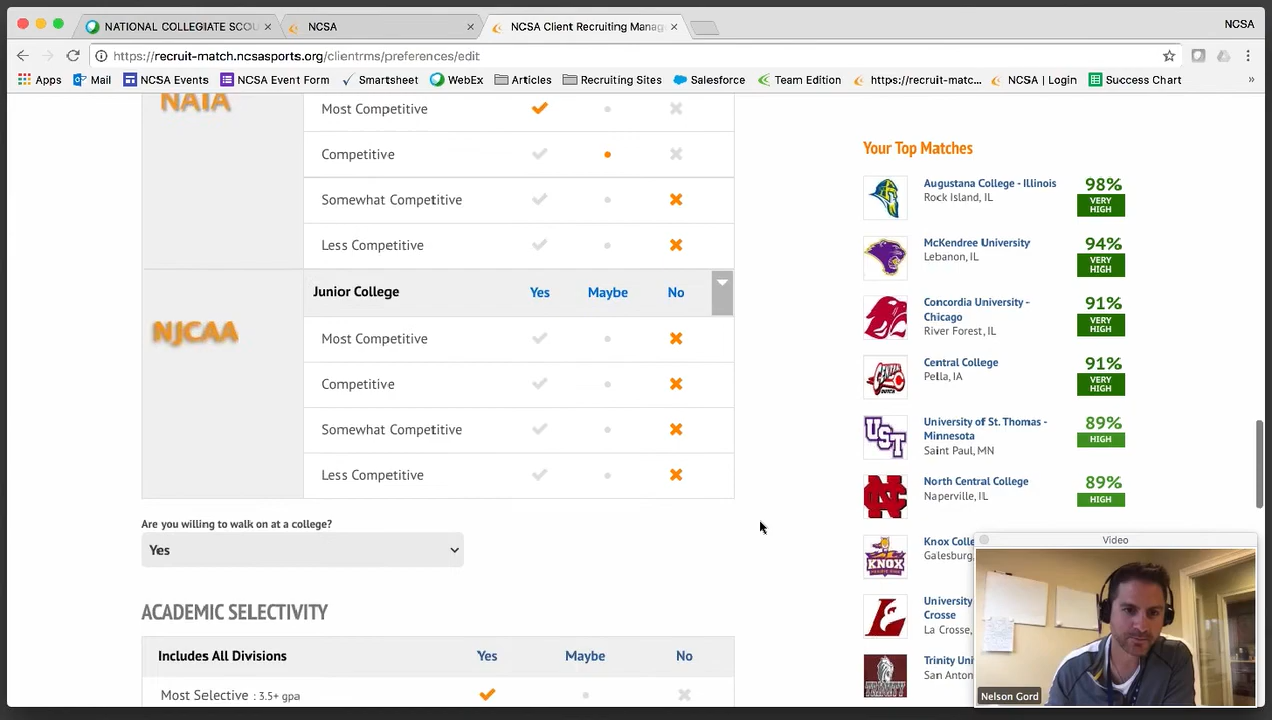 NATIONAL COLLEGIATE SCOU
NCSA
NCSA Client Recruiting Manag
NCSA
https://recruit-match.ncsasports.org/clientrms/preferences/edit
Apps
Mail
NCSA Events
NCSA Event Form
Smartsheet
WebEx
Articles
Recruiting Sites
Salesforce
Team Edition
https://recruit-matc...
NCSA | Login
Success Chart
NAIA
Most Competitive
Competitive
Somewhat Competitive
Less Competitive
NJCAA
Junior College Yes Maybe No
Most Competitive
Competitive
Somewhat Competitive
Less Competitive
Are you willing to walk on at a college?
Yes
ACADEMIC SELECTIVITY
Includes All Divisions Yes Maybe No
Most Selective : 3.5+ gpa
Your Top Matches
Augustana College - Illinois
Rock Island, IL
98%
VERY
HIGH
McKendree University
Lebanon, IL
94%
VERY
HIGH
Concordia University -
Chicago
River Forest, IL
91%
VERY
HIGH
Central College
Pella, IA
91%
VERY
HIGH
UST
University of St. Thomas -
Minnesota
Saint Paul, MN
89%
HIGH
North Central College
Naperville, IL
89%
HIGH
KNOX
Knox Colle
Galesburg,
University
Crosse
La Crosse,
Trinity Uni
San Anton
Video
Nelson Gord